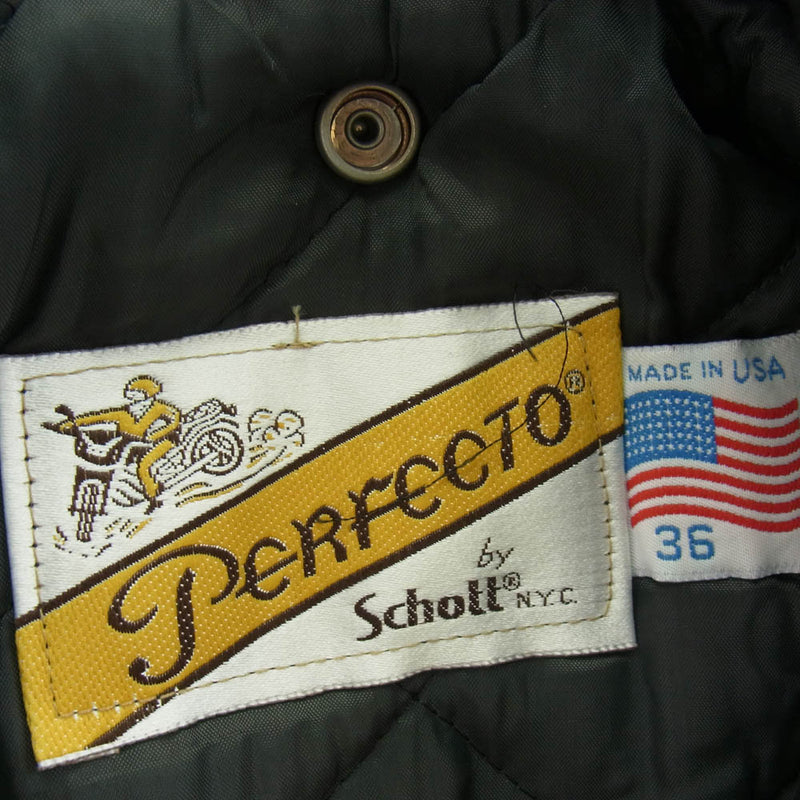 PERFECTO®
by
Schott® N.Y.C.
MADE IN USA
36